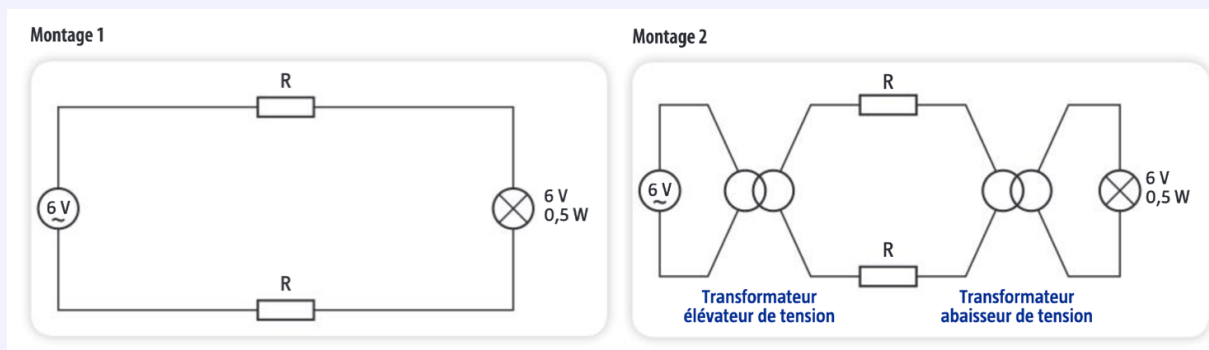 Montage 1
R
6 V
~
6 V
0,5 W
R
Montage 2
R
6 V
~
6 V
0,5 W
R
Transformateur
élévateur de tension
Transformateur
abaisseur de tension